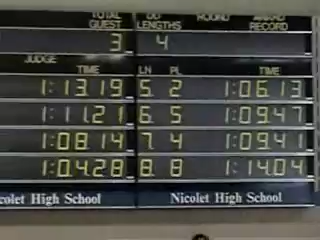 TOTAL GUEST 3 LENGTHS 4 ROUND RECORD
JUDGE
TIME LN PL TIME
1:13.19 5 2 1:06.13
1:11.21 6 5 1:09.47
1:08.14 7 4 1:09.41
1:04.28 8 8 1:14.04
colet High School Nicolet High School